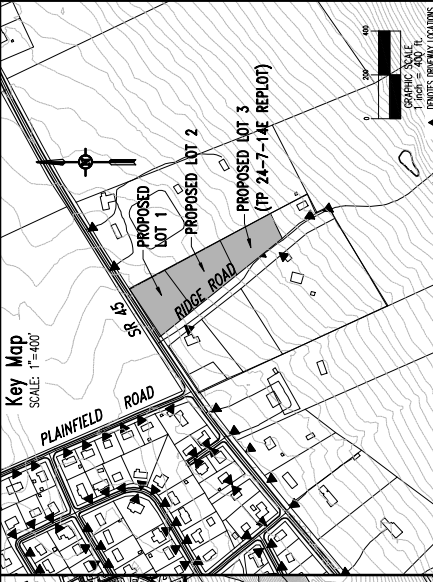 Key Map
SCALE: 1"=400'
PLAINFIELD ROAD
SR 45
RIDGE ROAD
PROPOSED
LOT 1
PROPOSED LOT 2
PROPOSED LOT 3
(TP 24-7-14E REPLOT)
0 200 400
GRAPHIC SCALE
1 inch = 400 ft.
▲ DENOTES DRIVEWAY LOCATIONS